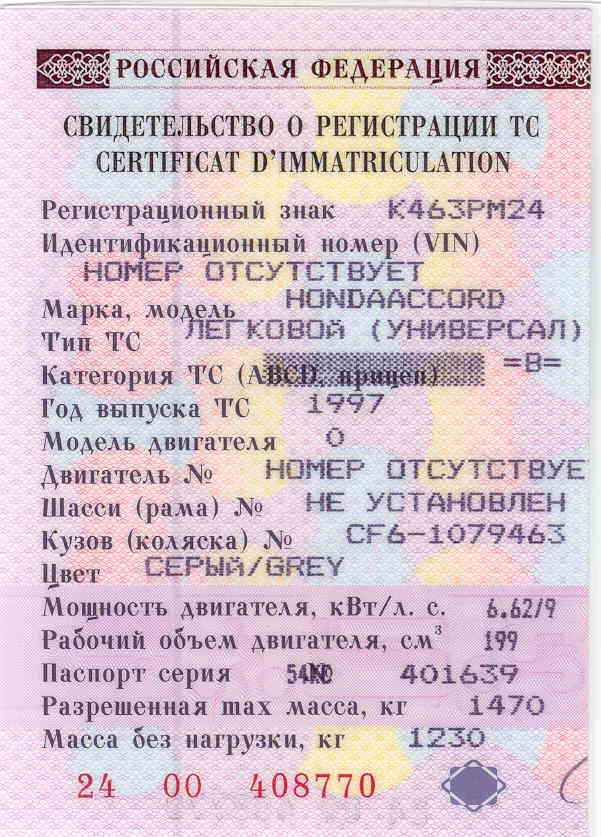 РОССИЙСКАЯ ФЕДЕРАЦИЯ
СВИДЕТЕЛЬСТВО О РЕГИСТРАЦИИ ТС
CERTIFICAT D'IMMATRICULATION
Регистрационный знак К463РМ24
Идентификационный номер (VIN)
НОМЕР ОТСУТСТВУЕТ
Марка, модель HONDAACCORD
Тип ТС ЛЕГКОВОЙ (УНИВЕРСАЛ)
Категория ТС (ABCD, прицеп) =B=
Год выпуска ТС 1997
Модель двигателя 0
Двигатель № НОМЕР ОТСУТСТВУЕ
Шасси (рама) № НЕ УСТАНОВЛЕН
Кузов (коляска) № CF6-1079463
Цвет СЕРЫЙ/GREY
Мощность двигателя, кВт/л. с. 6.62/9
Рабочий объем двигателя, см³ 199
Паспорт серия № 401639
Разрешенная max масса, кг 1470
Масса без нагрузки, кг 1230
24 00 408770